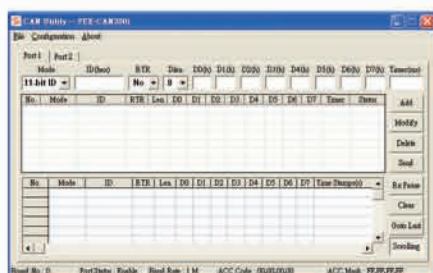 CAN Utility -- PEX-CAN200i
File Configuration About
Port 1 Port 2
Mode ID(hex) RTR Dlen D0(h) D1(h) D2(h) D3(h) D4(h) D5(h) D6(h) D7(h) Timer(ms)
11-bit ID No 8
No. Mode ID RTR Len D0 D1 D2 D3 D4 D5 D6 D7 Timer Status
Add
Modify
Delete
Send
No. Mode ID RTR Len D0 D1 D2 D3 D4 D5 D6 D7 Time Stamps(s)
Rx Pause
Clear
Goto Last
Scrolling
Board No : 0 Port Status : Enable Baud Rate : 1 M ACC Code : 00:00:00:00 ACC Mask : FF:FF:FF:FF